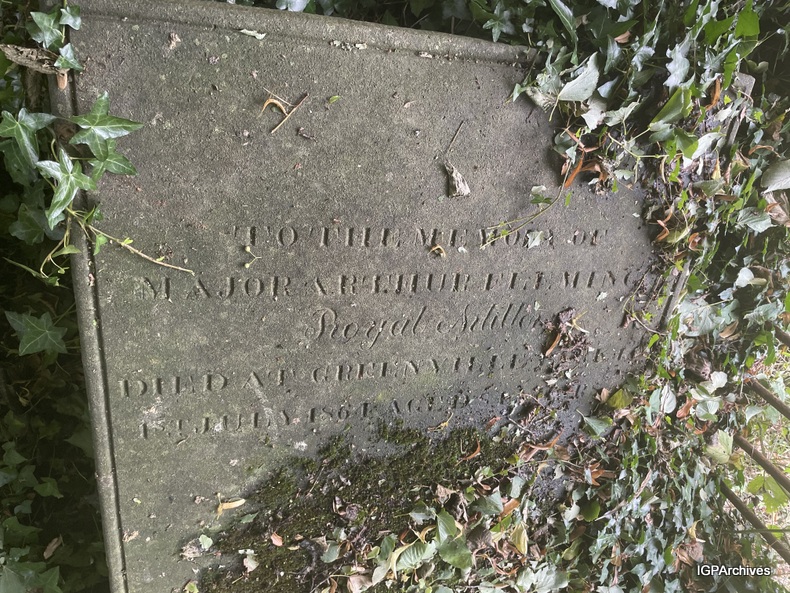 TO THE MEMORY OF
MAJOR ARTHUR FLEMING
Royal Artillery
DIED AT GREENVILLE
1ST JULY 1864 AGED
IGPArchives